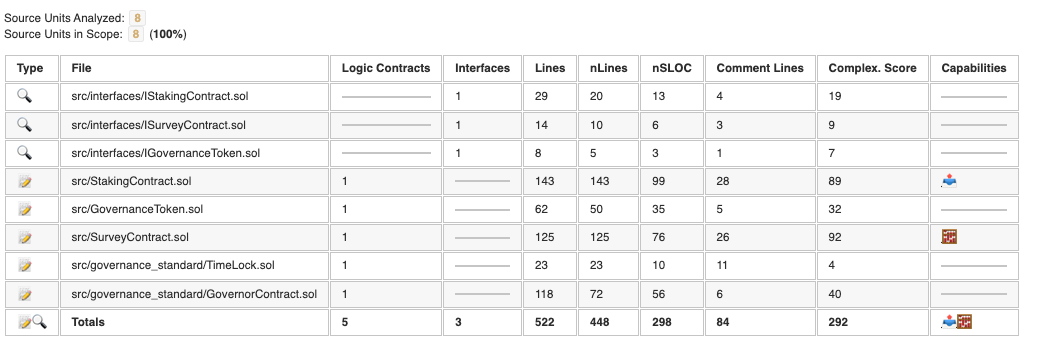 Source Units Analyzed: 8
Source Units in Scope: 8 (100%)
Type File Logic Contracts Interfaces Lines nLines nSLOC Comment Lines Complex. Score Capabilities
src/interfaces/IStakingContract.sol 1 29 20 13 4 19
src/interfaces/ISurveyContract.sol 1 14 10 6 3 9
src/interfaces/IGovernanceToken.sol 1 8 5 3 1 7
src/StakingContract.sol 1 143 143 99 28 89
src/GovernanceToken.sol 1 62 50 35 5 32
src/SurveyContract.sol 1 125 125 76 26 92
src/governance_standard/TimeLock.sol 1 23 23 10 11 4
src/governance_standard/GovernorContract.sol 1 118 72 56 6 40
Totals 5 3 522 448 298 84 292